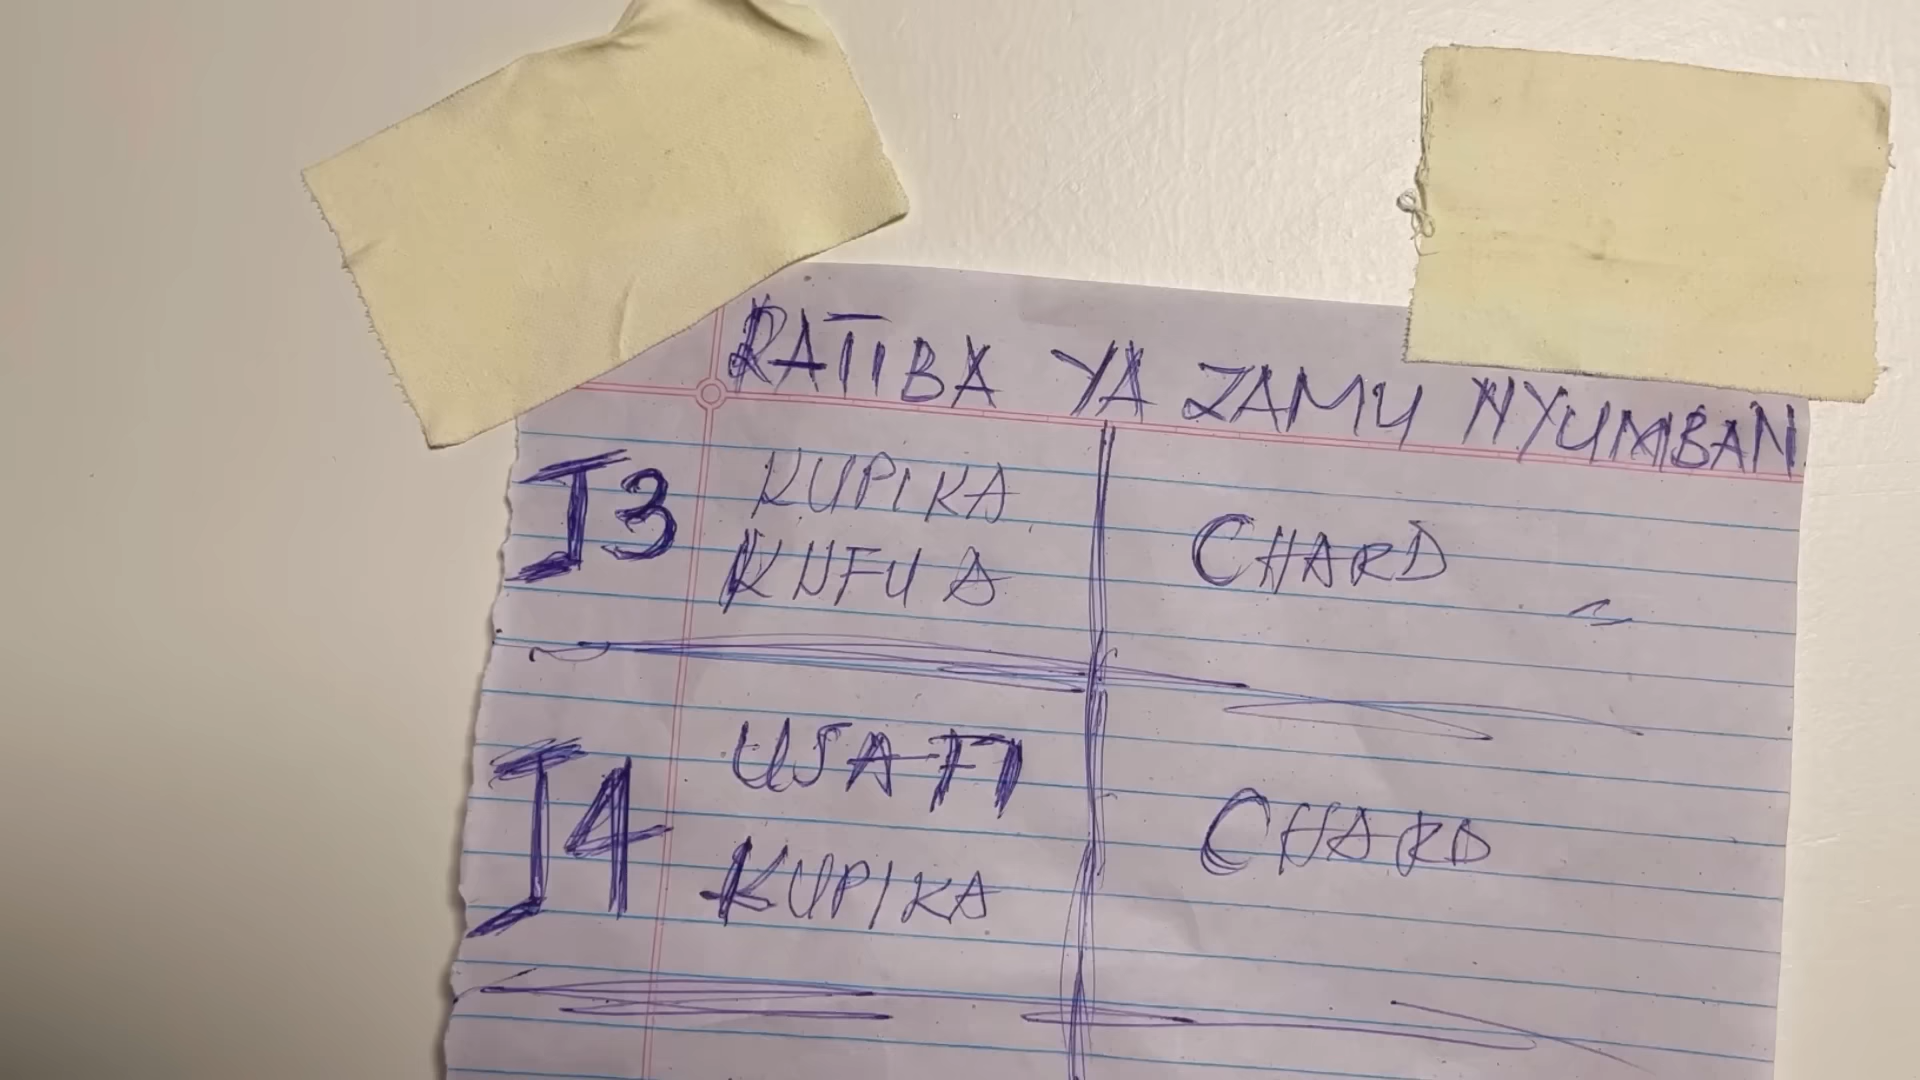 RATIBA YA ZAMU NYUMBAN
J3 KUPIKA
KUFUA
CHARD
J4 USAFI
KUPIKA
CHARD